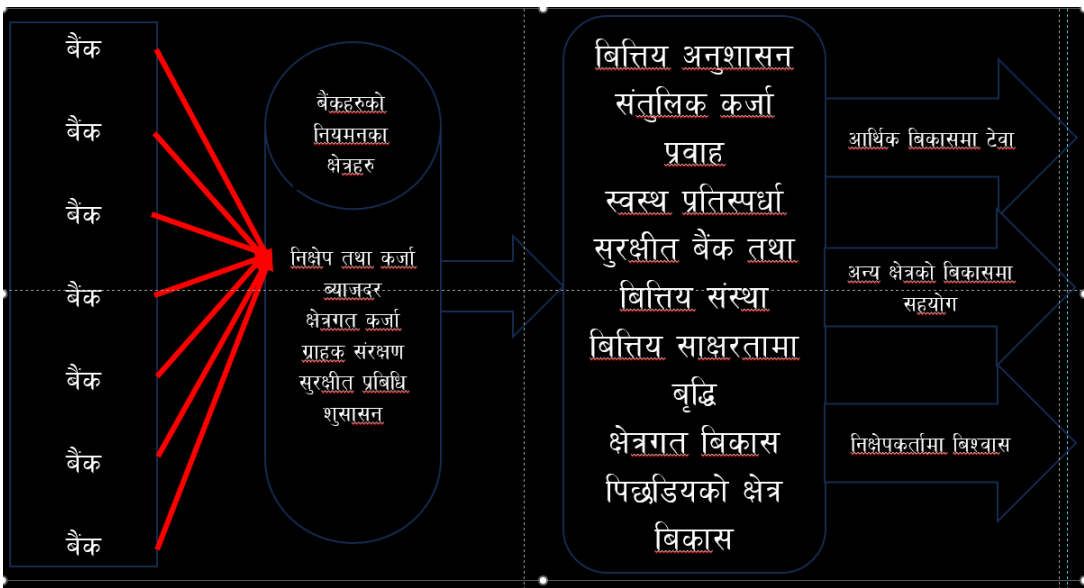 बैंक
बैंक
बैंक
बैंक
बैंक
बैंक
बैंक
बैंकहरुको
नियमनका
क्षेत्रहरु
निक्षेप तथा कर्जा
ब्याजदर
क्षेत्रगत कर्जा
ग्राहक संरक्षण
सुरक्षीत प्रबिधि
शुसासन
बित्तिय अनुशासन
संतुलिक कर्जा
प्रवाह
स्वस्थ प्रतिस्पर्धा
सुरक्षीत बैंक तथा
बित्तिय संस्था
बित्तिय साक्षरतामा
बृद्धि
क्षेत्रगत बिकास
पिछडियको क्षेत्र
बिकास
आर्थिक बिकासमा टेवा
अन्य क्षेत्रको बिकासमा
सहयोग
निक्षेपकर्तामा बिश्वास